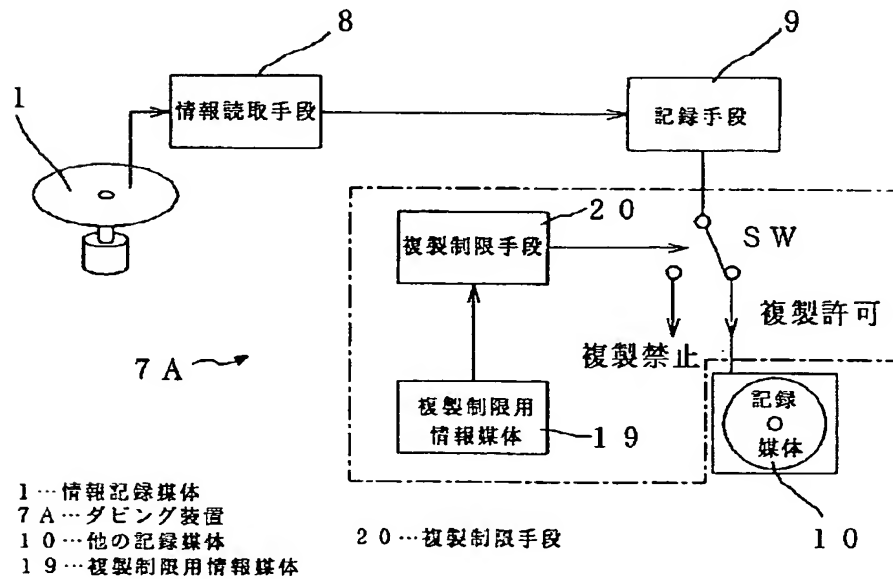 8
9
1
情報読取手段
記録手段
20
複製制限手段
SW
複製許可
複製禁止
7A
複製制限用
情報媒体
19
記録
媒体
10
1…情報記録媒体
7A…ダビング装置
10…他の記録媒体
19…複製制限用情報媒体
20…複製制限手段